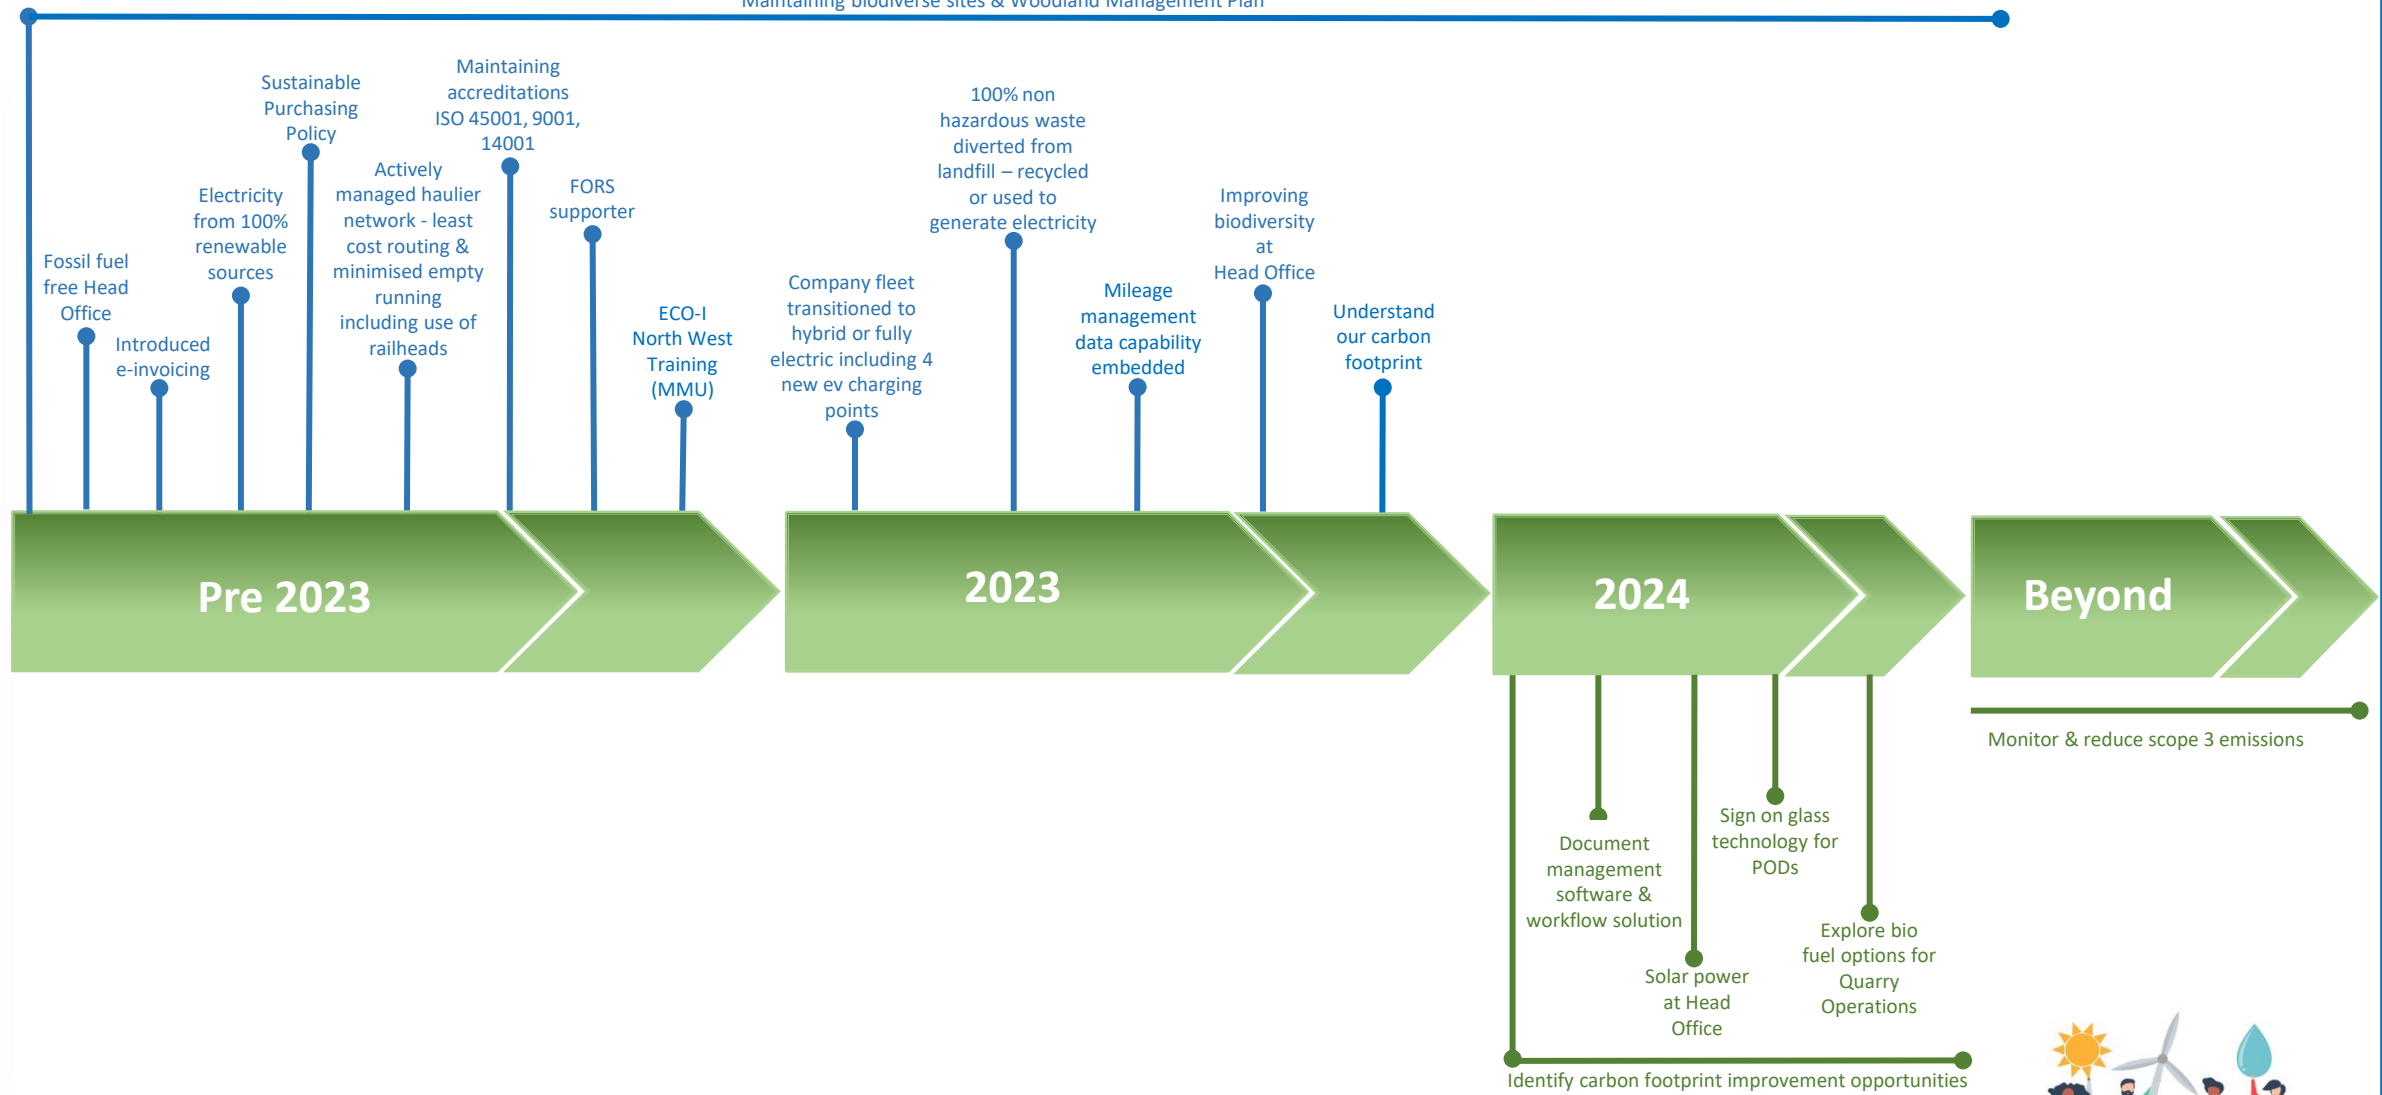 Maintaining biodiverse sites & Woodland Management Plan
Fossil fuel
free Head
Office
Introduced
e-invoicing
Electricity
from 100%
renewable
sources
Sustainable
Purchasing
Policy
Actively
managed haulier
network - least
cost routing &
minimised empty
running
including use of
railheads
Maintaining
accreditations
ISO 45001, 9001,
14001
FORS
supporter
ECO-I
North West
Training
(MMU)
Company fleet
transitioned to
hybrid or fully
electric including 4
new ev charging
points
100% non
hazardous waste
diverted from
landfill – recycled
or used to
generate electricity
Mileage
management
data capability
embedded
Improving
biodiversity
at
Head Office
Understand
our carbon
footprint
Pre 2023
2023
2024
Beyond
Monitor & reduce scope 3 emissions
Document
management
software &
workflow solution
Solar power
at Head
Office
Sign on glass
technology for
PODs
Explore bio
fuel options for
Quarry
Operations
Identify carbon footprint improvement opportunities